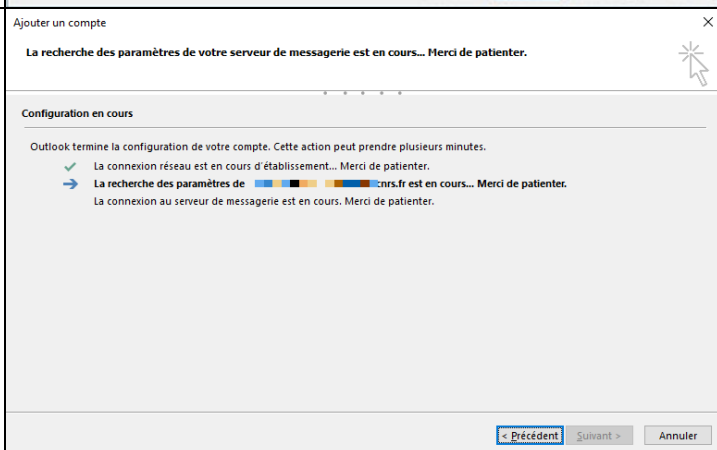 Ajouter un compte
La recherche des paramètres de votre serveur de messagerie est en cours... Merci de patienter.
Configuration en cours
Outlook termine la configuration de votre compte. Cette action peut prendre plusieurs minutes.
La connexion réseau est en cours d'établissement... Merci de patienter.
La recherche des paramètres de cnrs.fr est en cours... Merci de patienter.
La connexion au serveur de messagerie est en cours. Merci de patienter.
< Précédent Suivant > Annuler